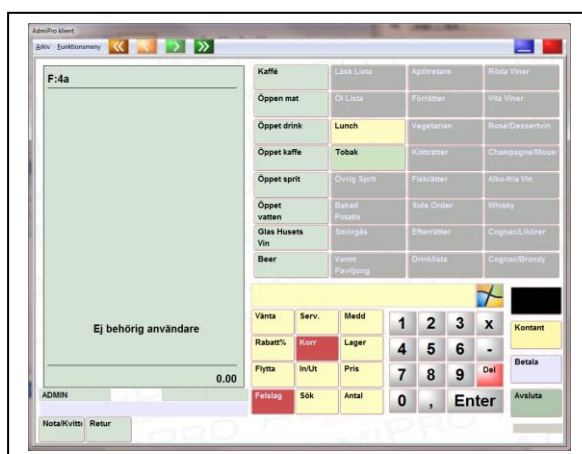 AdmiPro klient
Arkiv Funktionsmeny
F:4a
Ej behörig användare
0.00
ADMIN
Nota/Kvitto Retur
Kaffé Läsk Lista Aptitretare Röda Viner
Öppen mat Öl Lista Förrätter Vita Viner
Öppet drink Lunch Vegetarian Rosé/Dessertvin
Öppet kaffe Tobak Kötträtter Champagne/Mouss
Öppet sprit Övrig Sprit Fiskrätter Alko-fria Vin
Öppet vatten Bakad Potatis Side Order Whisky
Glas Husets Vin Smörgås Efterrätter Cognac/Likörer
Beer Varmt Paviljong Drinklista Cognac/Brandy
Vänta Serv. Medd 1 2 3 x Kontant
Rabatt% Korr Lager 4 5 6 -
Flytta In/Ut Pris 7 8 9 Del Betala
Felslag Sök Antal 0 , Enter Avsluta